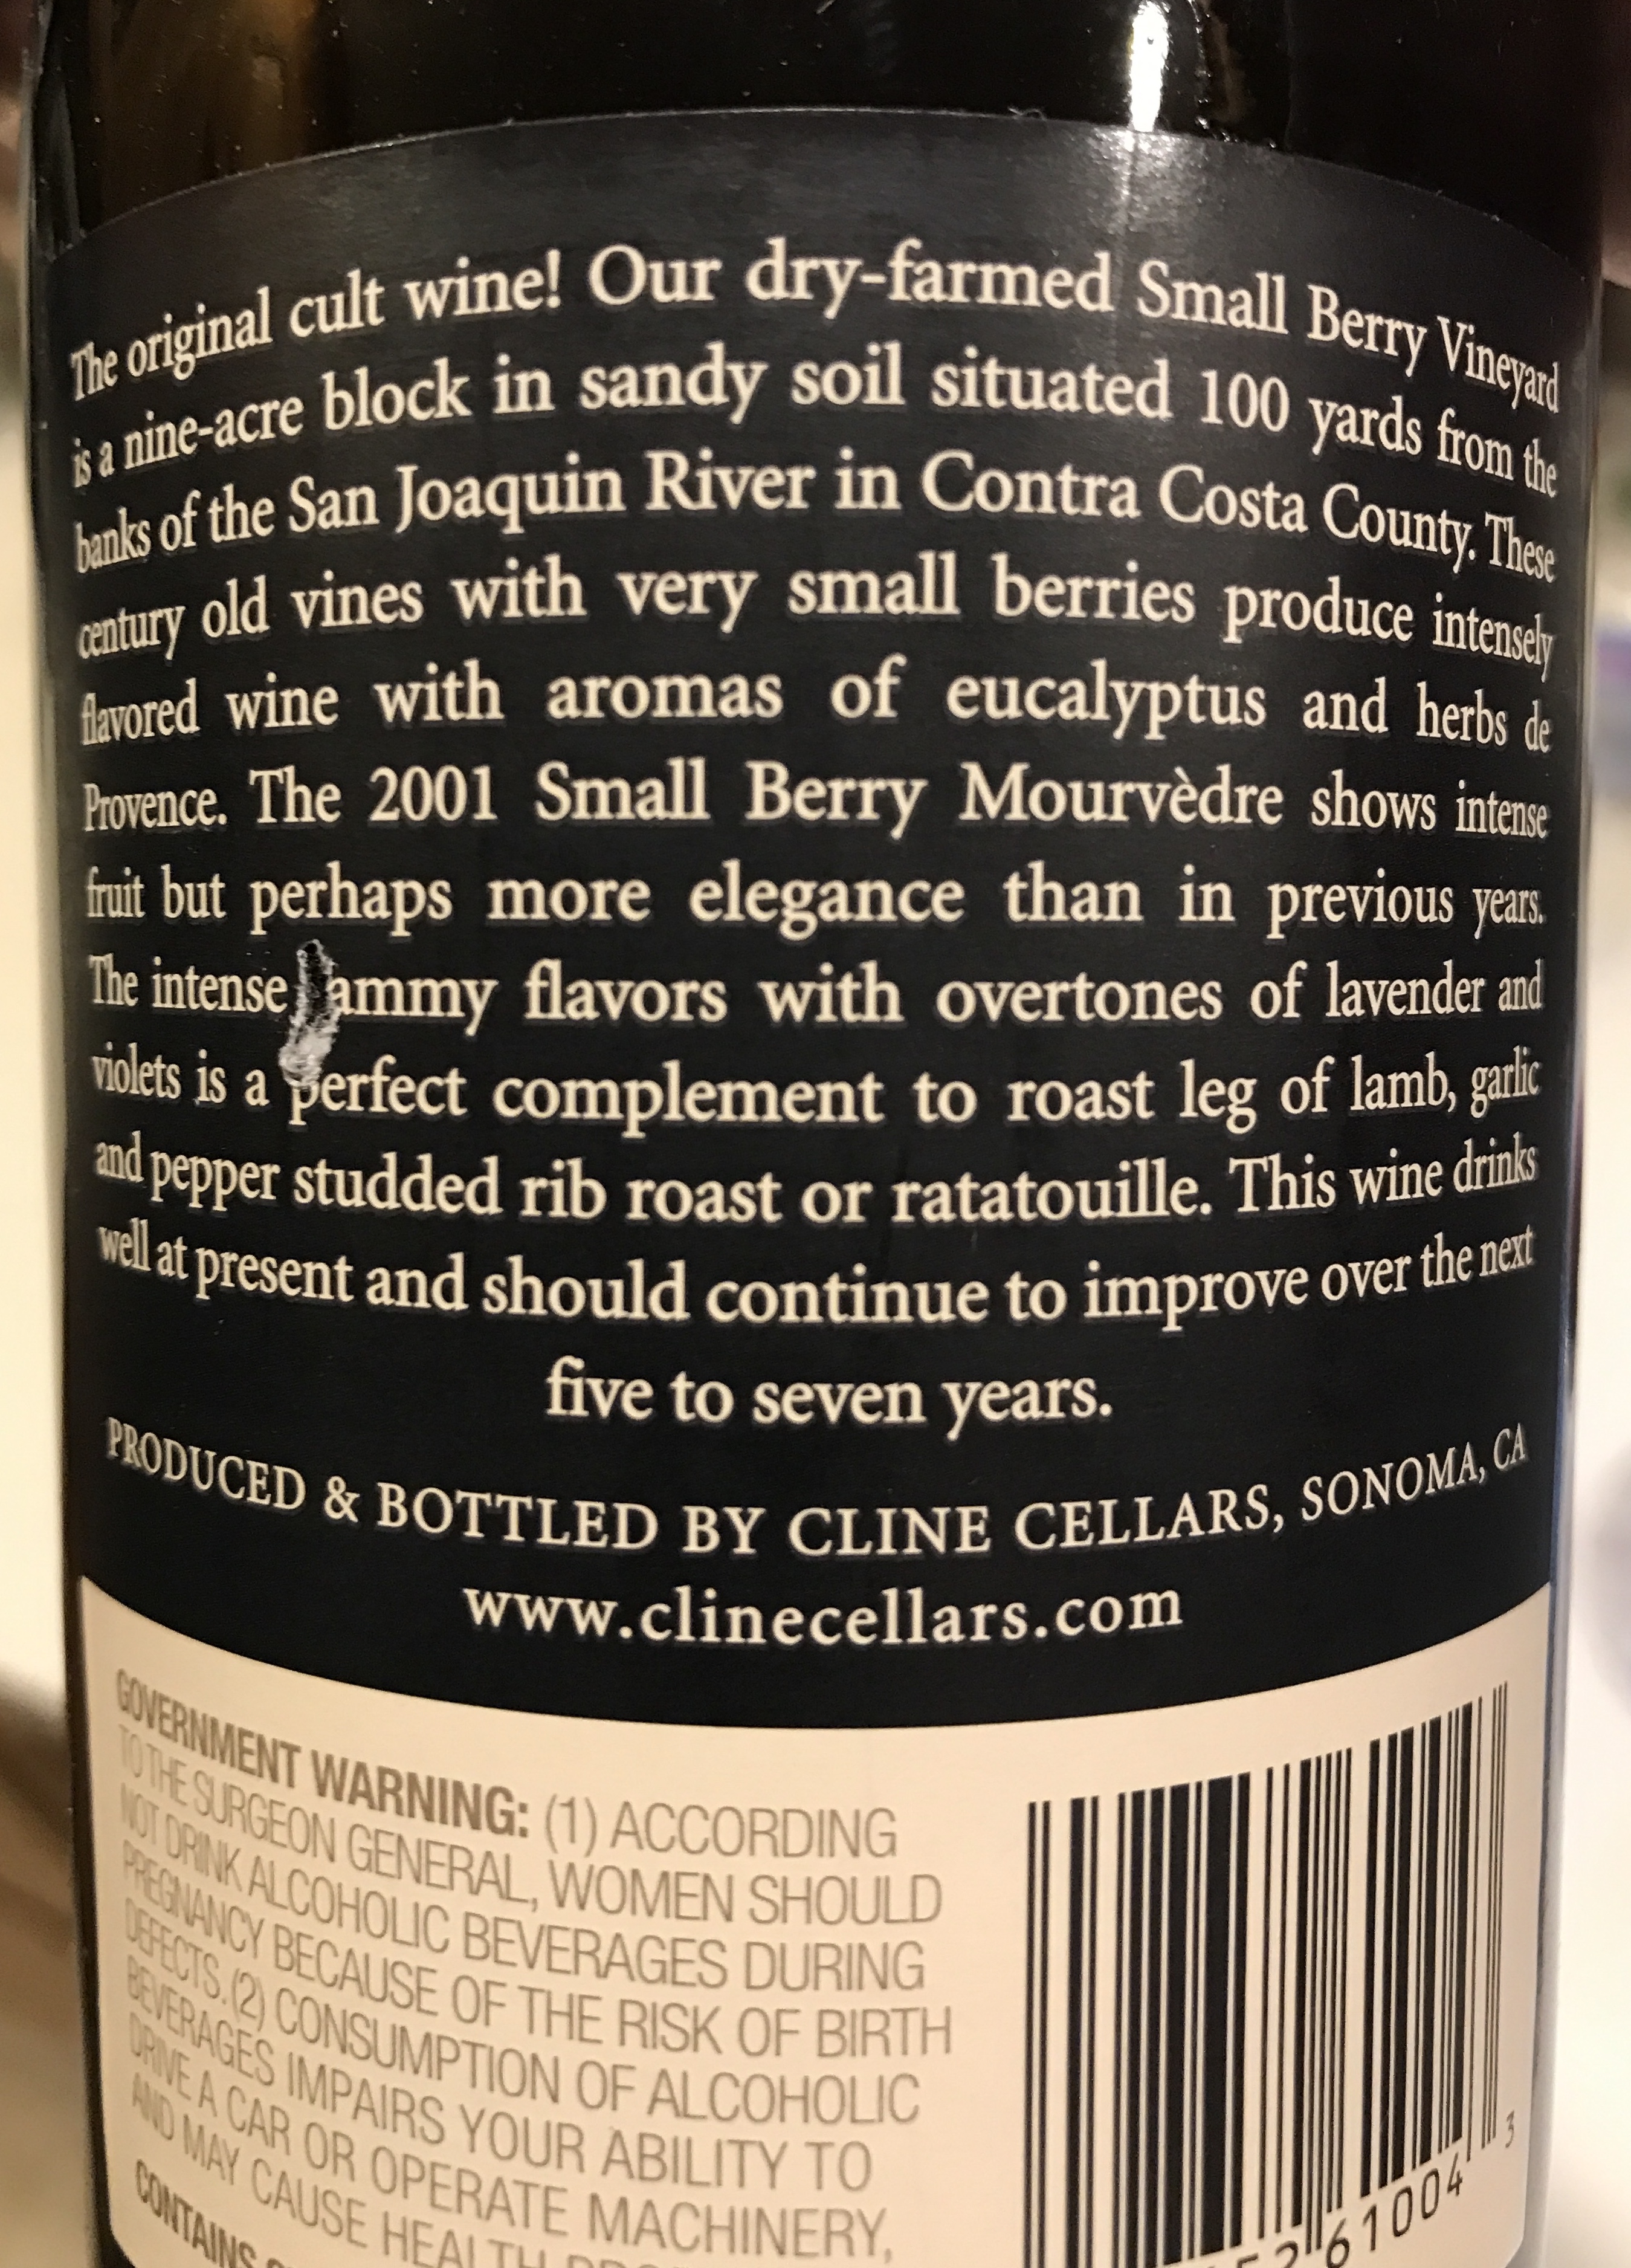 The original cult wine! Our dry-farmed Small Berry Vineyard
is a nine-acre block in sandy soil situated 100 yards from the
banks of the San Joaquin River in Contra Costa County. These
century old vines with very small berries produce intensely
flavored wine with aromas of eucalyptus and herbs de
Provence. The 2001 Small Berry Mourvèdre shows intense
fruit but perhaps more elegance than in previous years.
The intense ammy flavors with overtones of lavender and
violets is a perfect complement to roast leg of lamb, garlic
and pepper studded rib roast or ratatouille. This wine drinks
well at present and should continue to improve over the next
five to seven years.
PRODUCED & BOTTLED BY CLINE CELLARS, SONOMA, CA
www.clinecellars.com
GOVERNMENT WARNING: (1) ACCORDING
TO THE SURGEON GENERAL, WOMEN SHOULD
NOT DRINK ALCOHOLIC BEVERAGES DURING
PREGNANCY BECAUSE OF THE RISK OF BIRTH
DEFECTS. (2) CONSUMPTION OF ALCOHOLIC
BEVERAGES IMPAIRS YOUR ABILITY TO
DRIVE A CAR OR OPERATE MACHINERY,
AND MAY CAUSE HEALTH
CONTAINS
61004 3